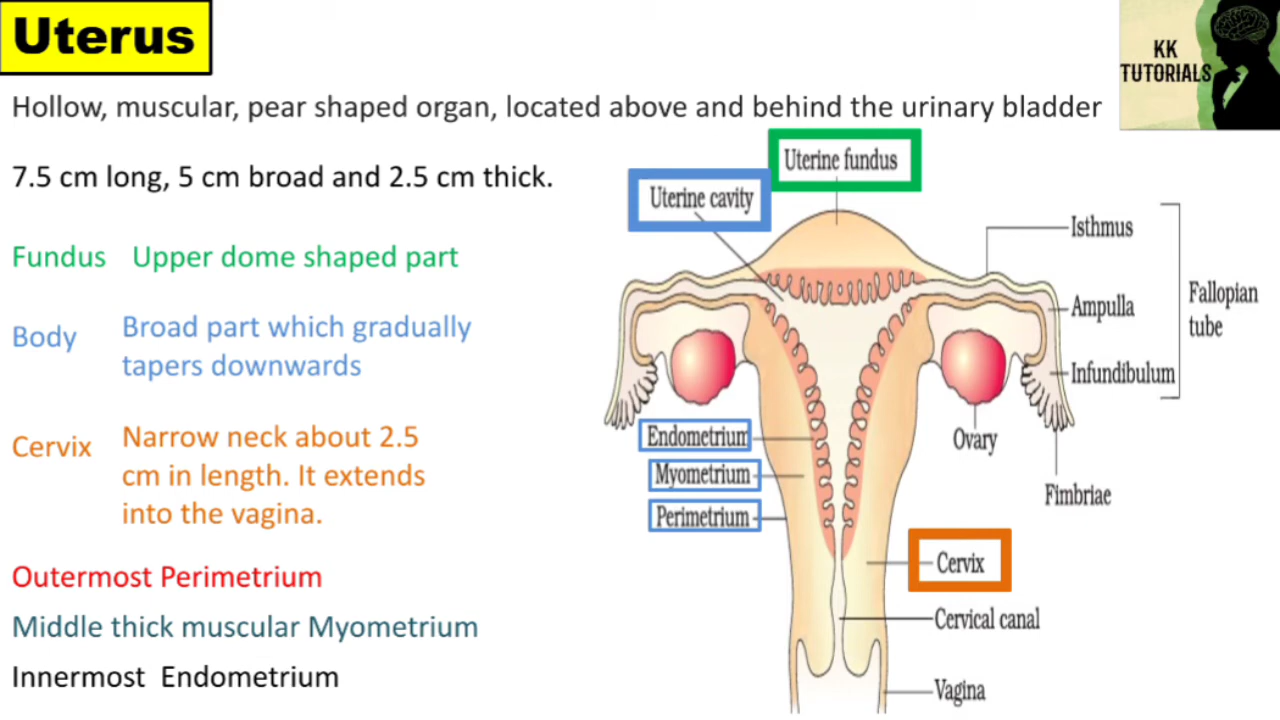 Uterus
KK
TUTORIALS
Hollow, muscular, pear shaped organ, located above and behind the urinary bladder
7.5 cm long, 5 cm broad and 2.5 cm thick.
Fundus Upper dome shaped part
Body
Broad part which gradually
tapers downwards
Cervix
Narrow neck about 2.5
cm in length. It extends
into the vagina.
Outermost Perimetrium
Middle thick muscular Myometrium
Innermost Endometrium
Uterine fundus
Uterine cavity
Isthmus
Ampulla
Infundibulum
Fallopian
tube
Endometrium
Myometrium
Perimetrium
Ovary
Fimbriae
Cervix
Cervical canal
Vagina